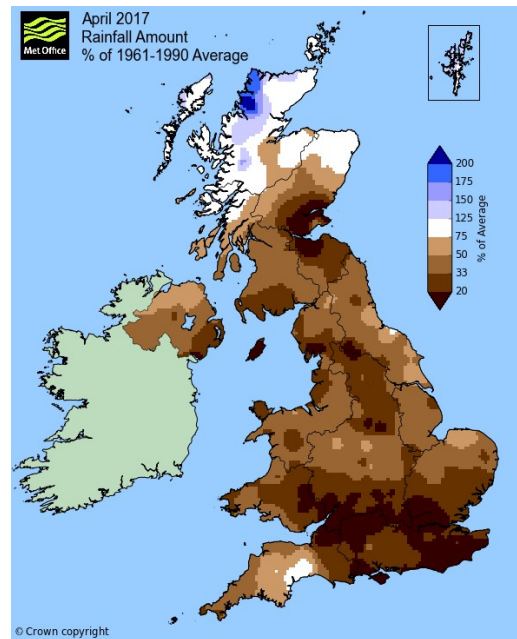 April 2017
Rainfall Amount
% of 1961-1990 Average
Met Office
200
175
150
125
75
50
33
20
% of Average
© Crown copyright